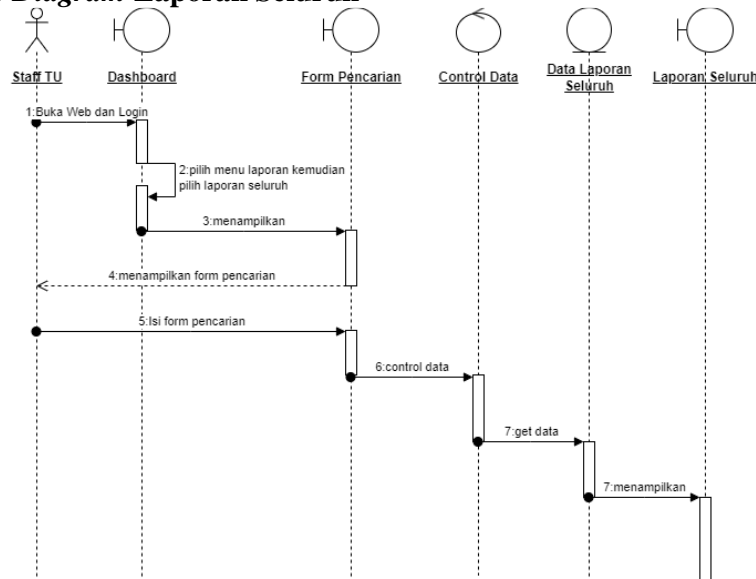 Diagram Laporan Seluruh
Staff TU
Dashboard
Form Pencarian
Control Data
Data Laporan
Seluruh
Laporan Seluruh
1:Buka Web dan Login
2:pilih menu laporan kemudian
pilih laporan seluruh
3:menampilkan
4:menampilkan form pencarian
5:Isi form pencarian
6:control data
7:get data
7:menampilkan